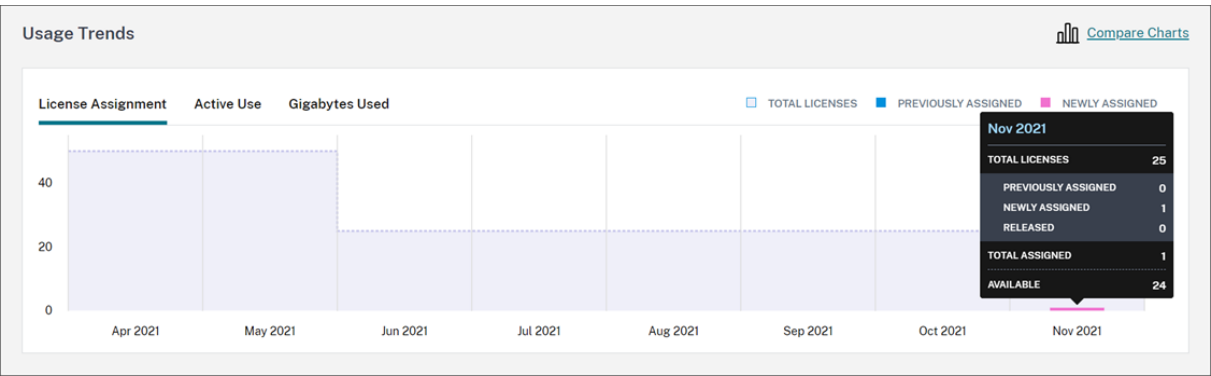 Usage Trends
Compare Charts
License Assignment Active Use Gigabytes Used
TOTAL LICENSES PREVIOUSLY ASSIGNED NEWLY ASSIGNED
Nov 2021
TOTAL LICENSES 25
PREVIOUSLY ASSIGNED 0
NEWLY ASSIGNED 1
RELEASED 0
TOTAL ASSIGNED 1
AVAILABLE 24
40
20
0
Apr 2021 May 2021 Jun 2021 Jul 2021 Aug 2021 Sep 2021 Oct 2021 Nov 2021